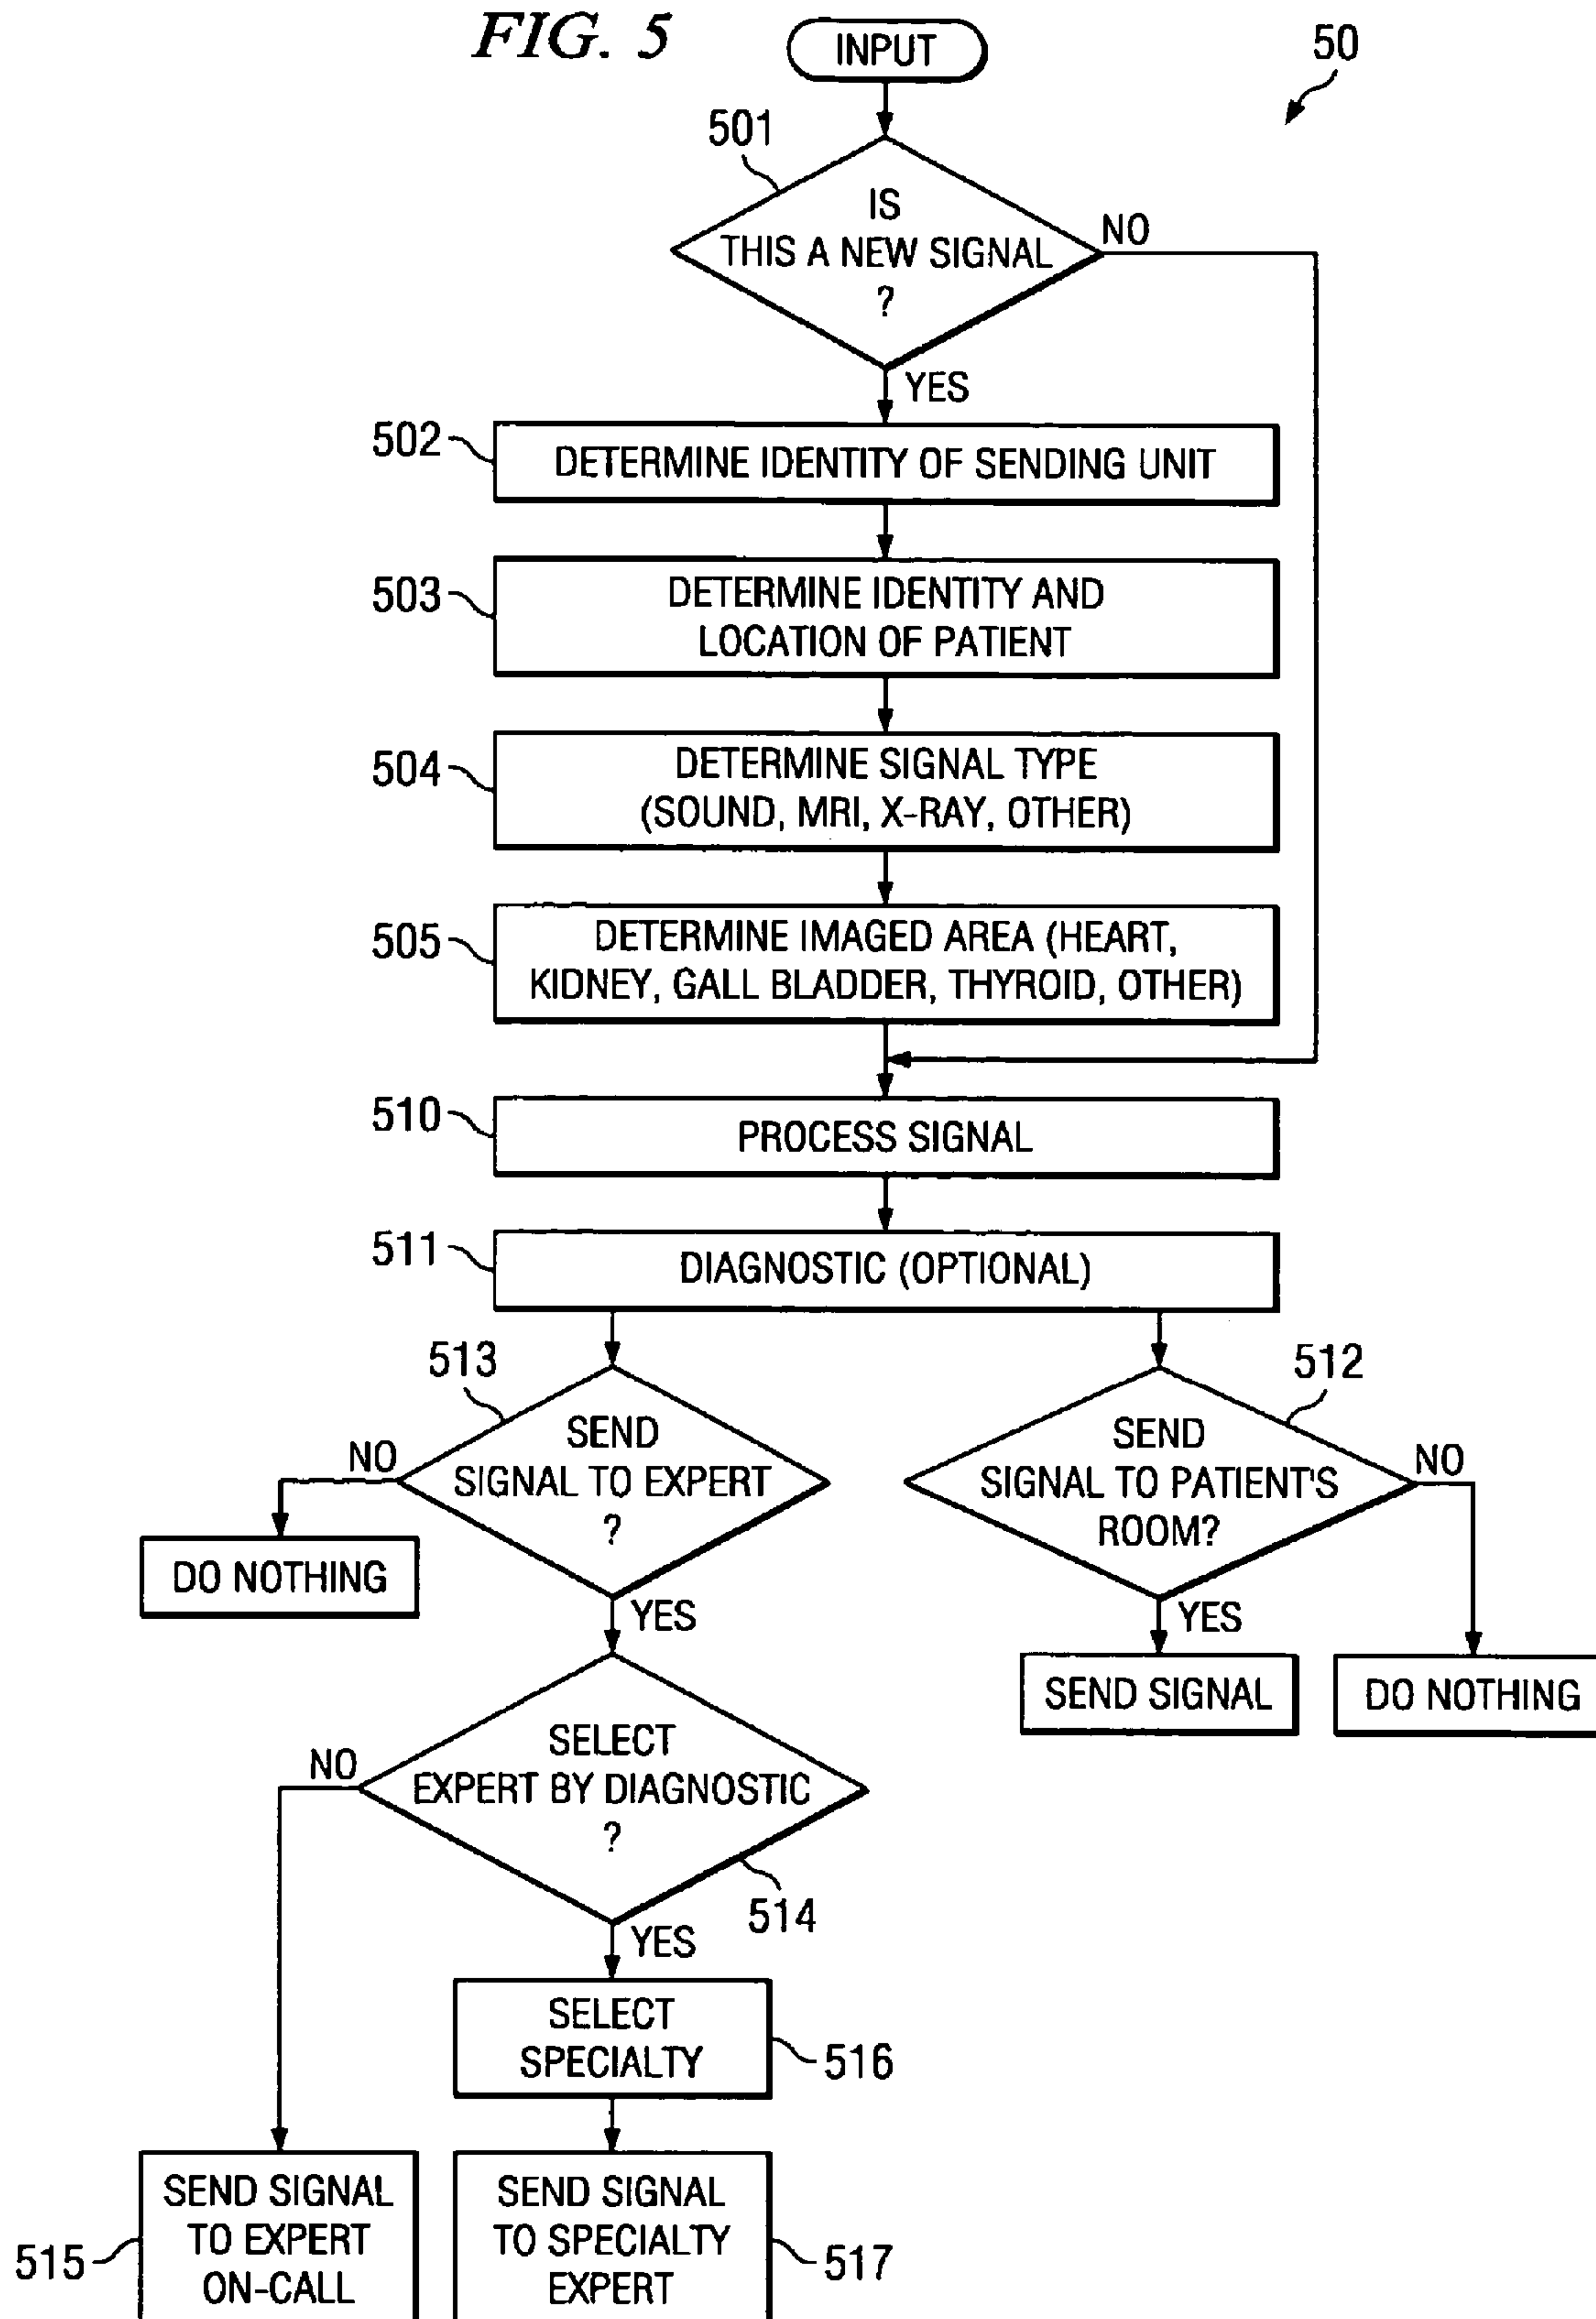 FIG. 5
INPUT
50
501
IS
THIS A NEW SIGNAL
?
NO
YES
502
DETERMINE IDENTITY OF SENDING UNIT
503
DETERMINE IDENTITY AND
LOCATION OF PATIENT
504
DETERMINE SIGNAL TYPE
(SOUND, MRI, X-RAY, OTHER)
505
DETERMINE IMAGED AREA (HEART,
KIDNEY, GALL BLADDER, THYROID, OTHER)
510
PROCESS SIGNAL
511
DIAGNOSTIC (OPTIONAL)
513
SEND
SIGNAL TO EXPERT
?
NO
DO NOTHING
YES
512
SEND
SIGNAL TO PATIENT'S
ROOM?
NO
YES
SEND SIGNAL
DO NOTHING
SELECT
EXPERT BY DIAGNOSTIC
?
NO
514
YES
SELECT
SPECIALTY
516
515
SEND SIGNAL
TO EXPERT
ON-CALL
SEND SIGNAL
TO SPECIALTY
EXPERT
517